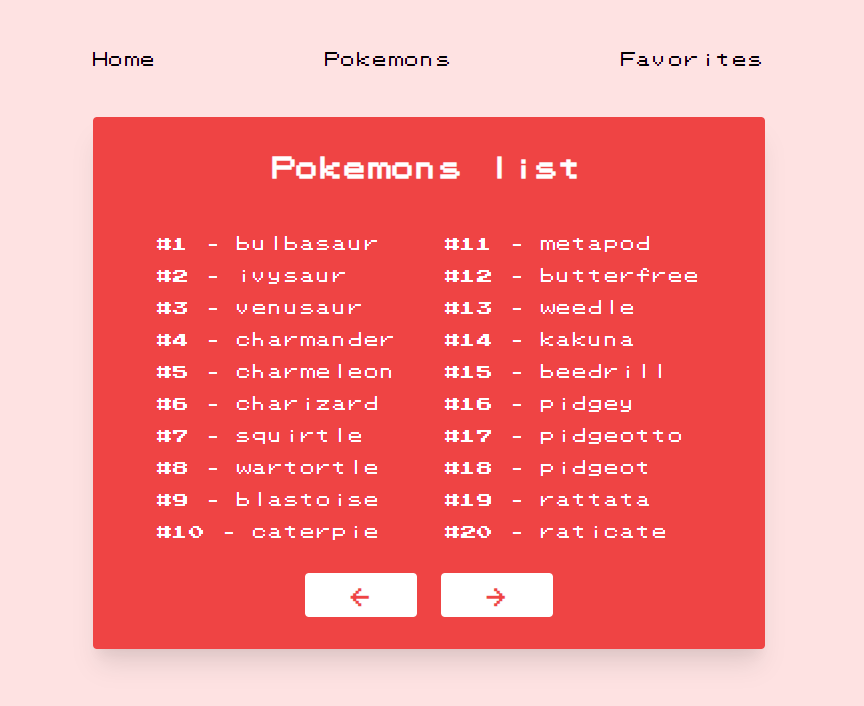 Home Pokemons Favorites
Pokemons list
#1 - bulbasaur
#2 - ivysaur
#3 - venusaur
#4 - charmander
#5 - charmeleon
#6 - charizard
#7 - squirtle
#8 - wartortle
#9 - blastoise
#10 - caterpie
#11 - metapod
#12 - butterfree
#13 - weedle
#14 - kakuna
#15 - beedrill
#16 - pidgey
#17 - pidgeotto
#18 - pidgeot
#19 - rattata
#20 - raticate
← →